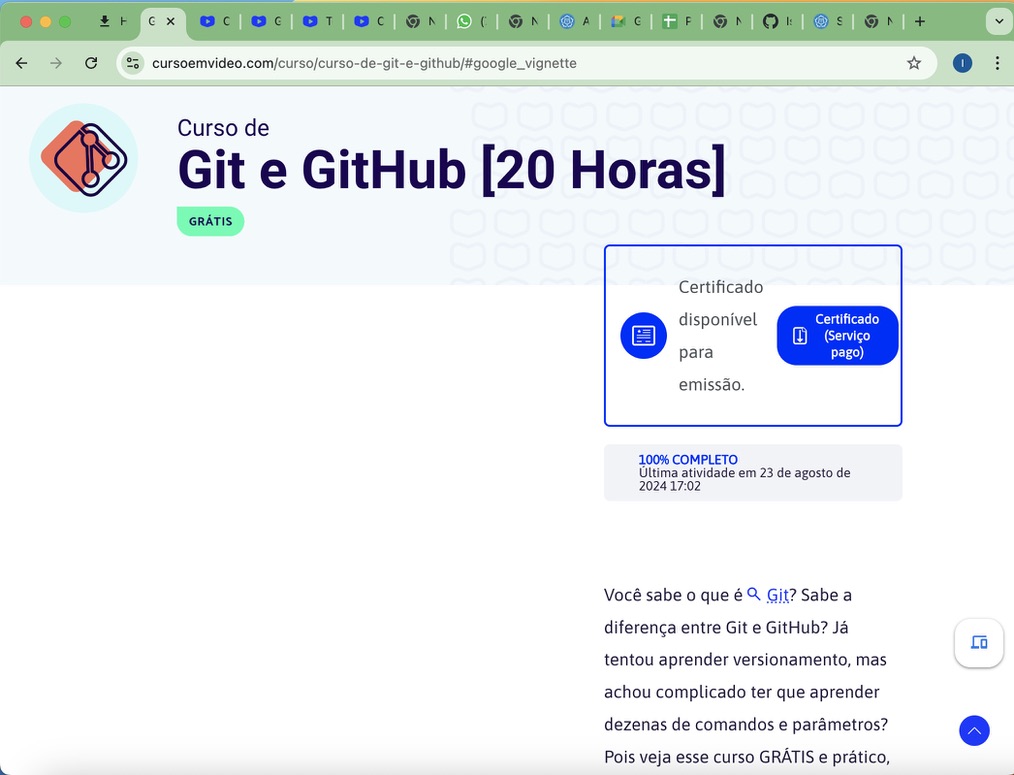 H
G
C
G
T
C
N
(
N
A
G
F
N
Is
S
N
cursoemvideo.com/curso/curso-de-git-e-github/#google_vignette
I
Curso de
Git e GitHub [20 Horas]
GRÁTIS
Certificado
disponível
para
emissão.
Certificado
(Serviço
pago)
100% COMPLETO
Última atividade em 23 de agosto de
2024 17:02
Você sabe o que é Git? Sabe a
diferença entre Git e GitHub? Já
tentou aprender versionamento, mas
achou complicado ter que aprender
dezenas de comandos e parâmetros?
Pois veja esse curso GRÁTIS e prático,